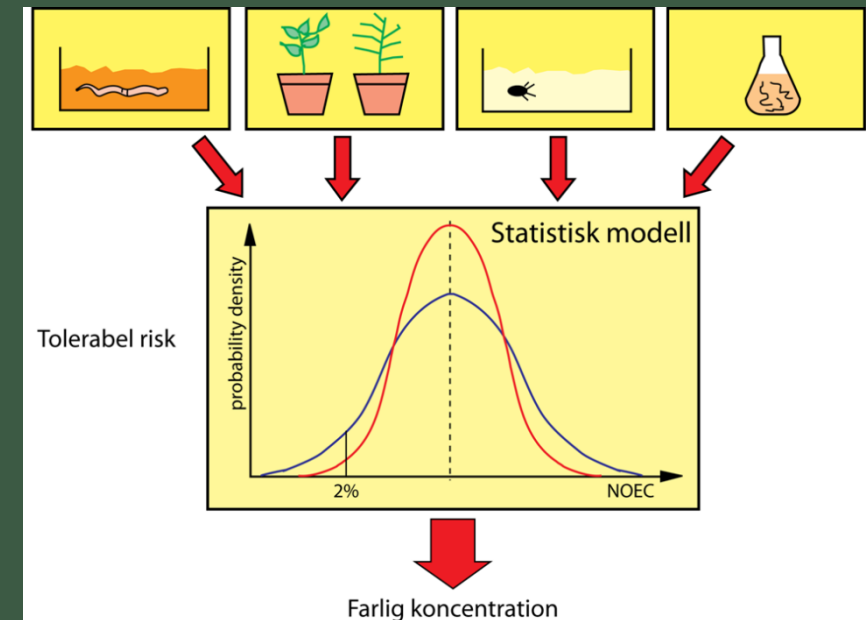 Statistisk modell
probability density
Tolerabel risk
2%
NOEC
Farlig koncentration